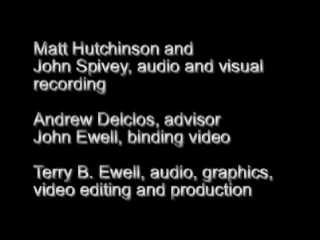 Matt Hutchinson and
John Spivey, audio and visual
recording
Andrew Delclos, advisor
John Ewell, binding video
Terry B. Ewell, audio, graphics,
video editing and production